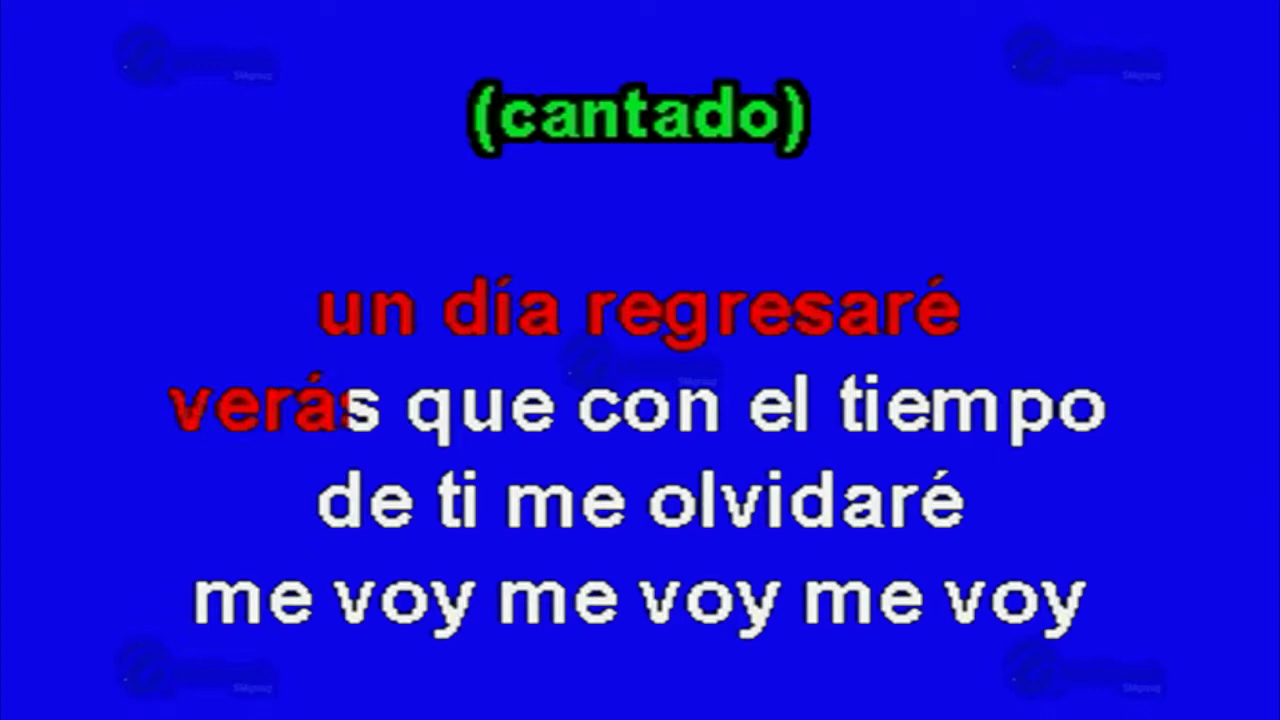 (cantado)
un día regresaré
verás que con el tiempo
de ti me olvidaré
me voy me voy me voy